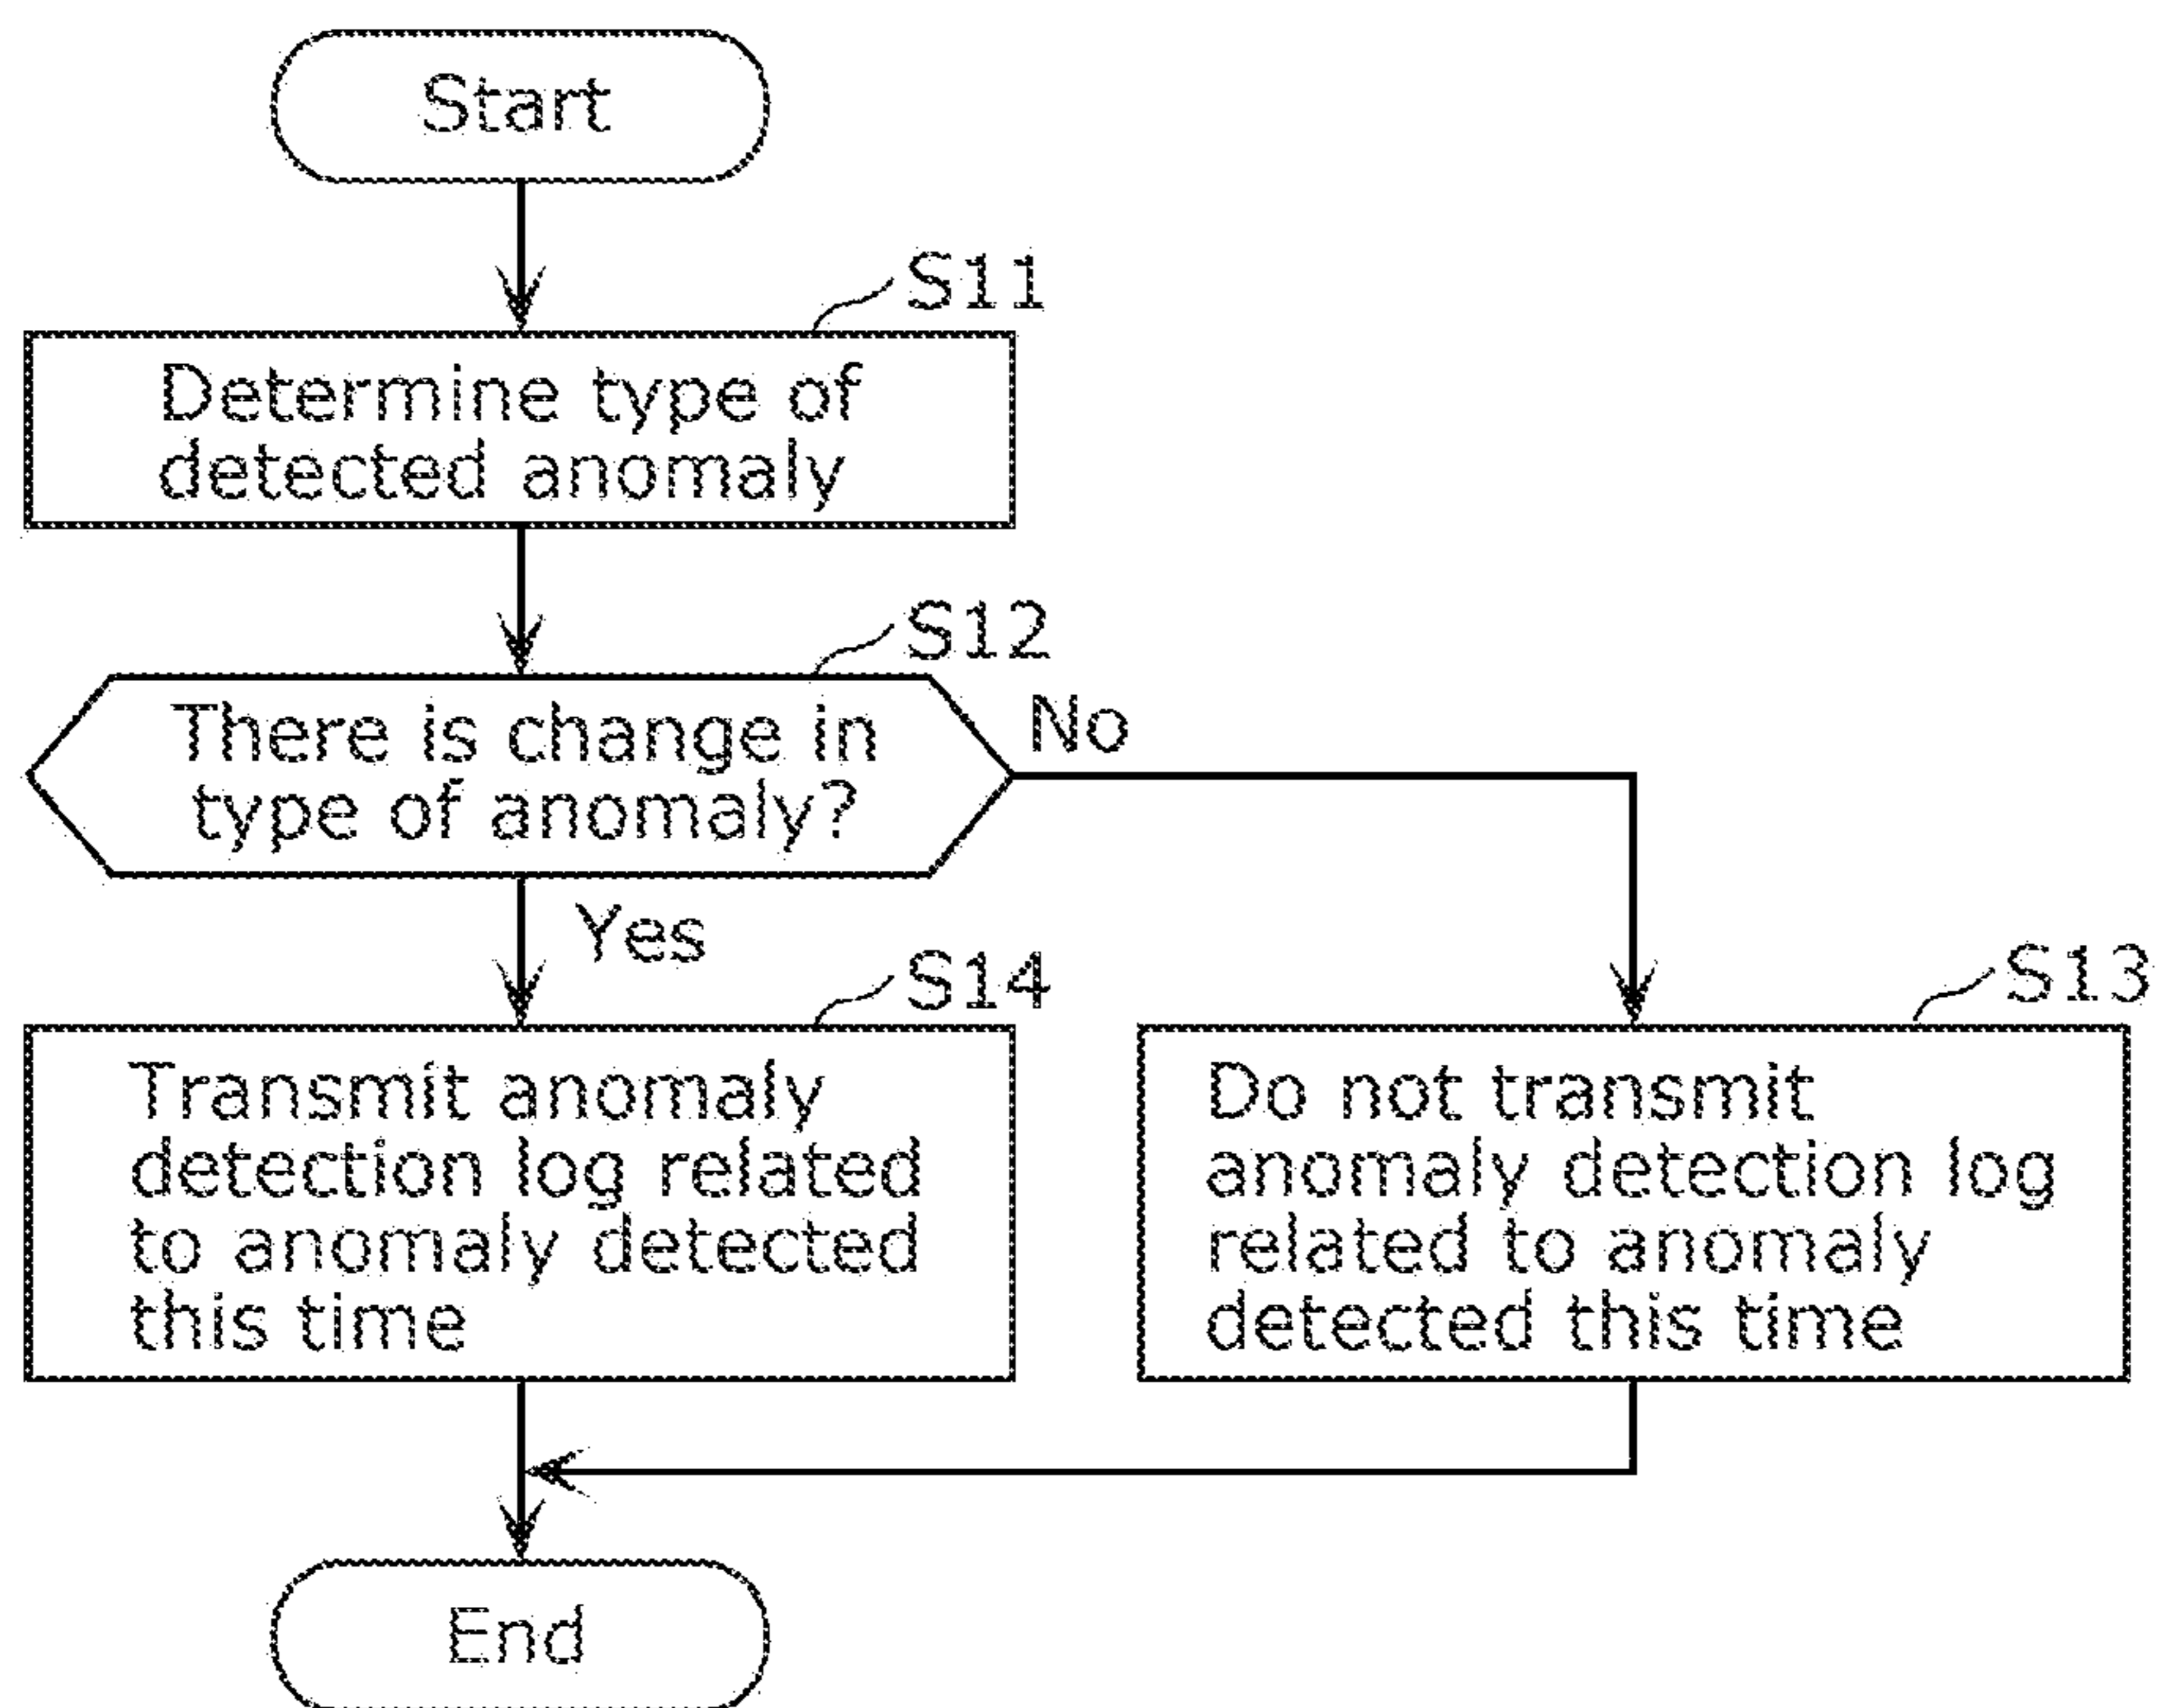 Start
S11
Determine type of
detected anomaly
S12
There is change in
type of anomaly?
No
Yes
S14
Transmit anomaly
detection log related
to anomaly detected
this time
S13
Do not transmit
anomaly detection log
related to anomaly
detected this time
End